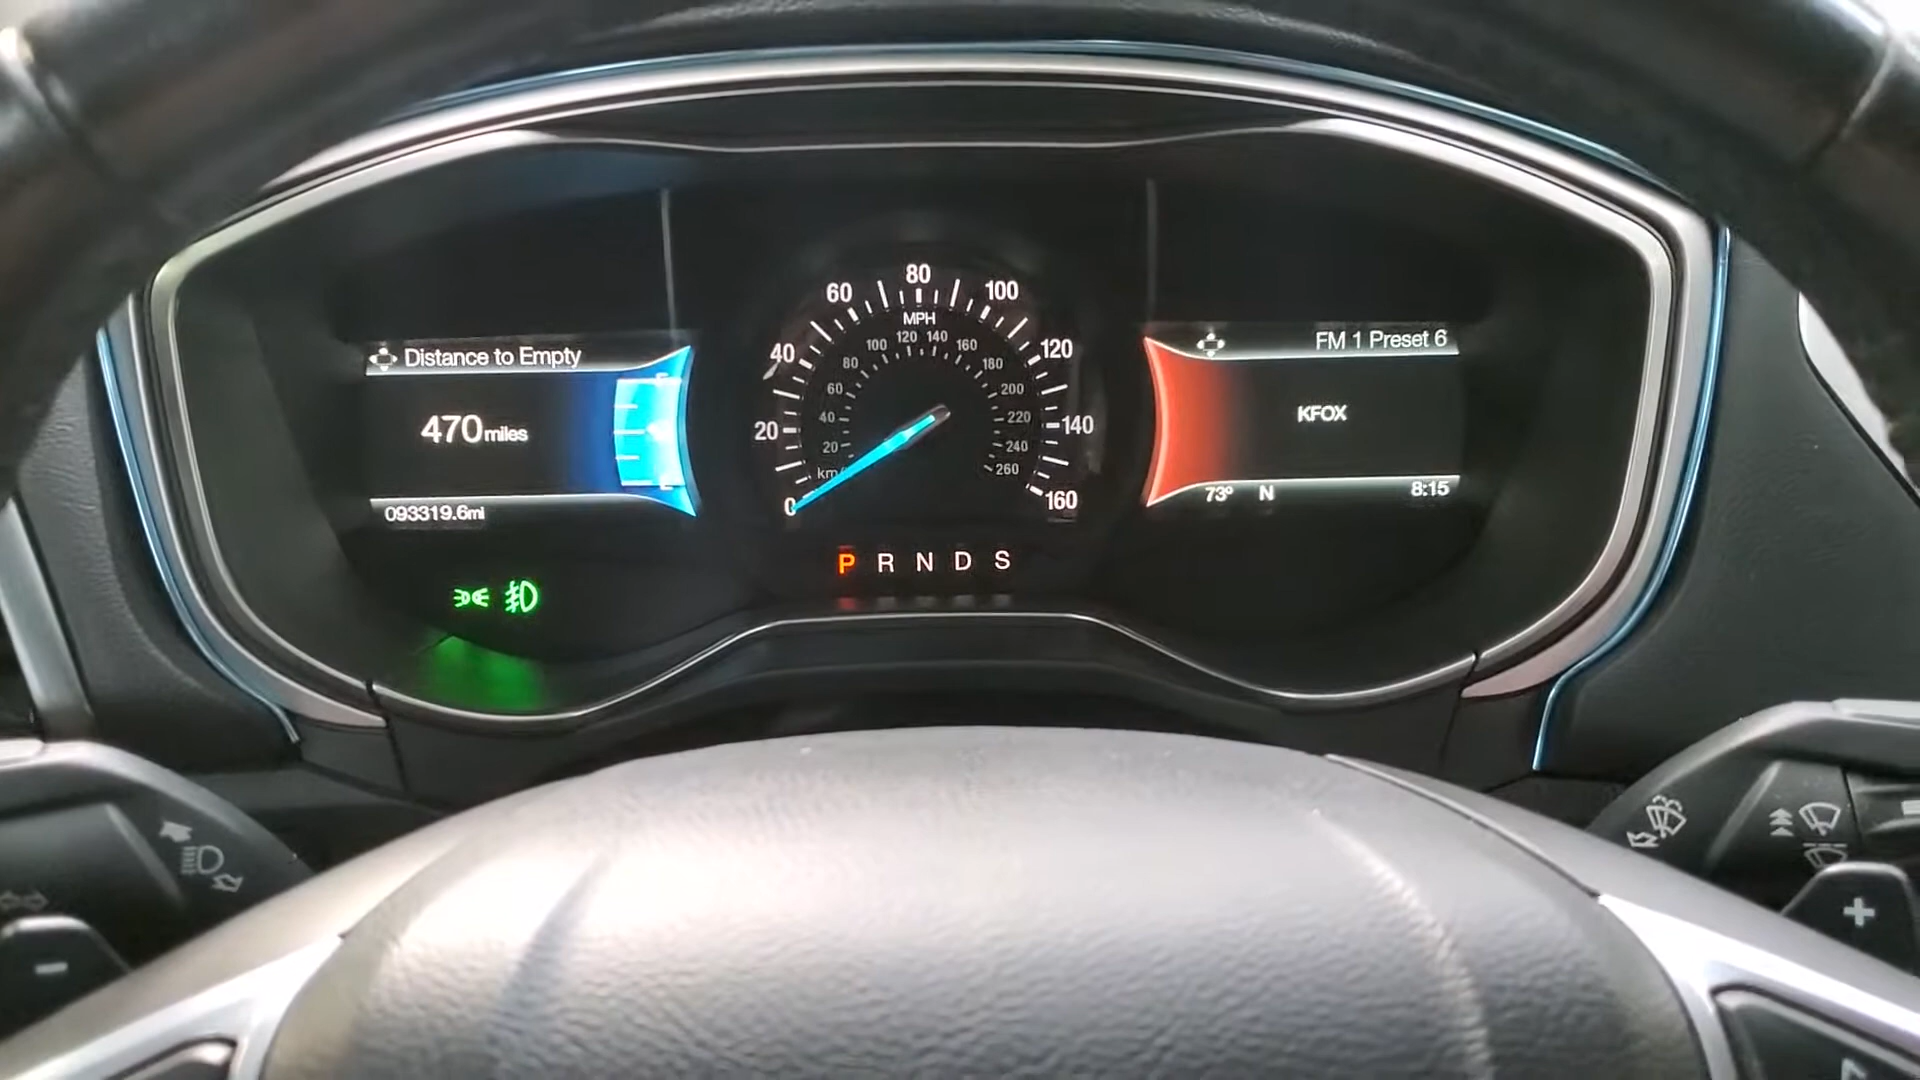 Distance to Empty
470 miles
093319.6mi
F
E
0
20
40
60
80
100
120
140
160
MPH
20
40
60
80
100
120
140
160
180
200
220
240
260
P R N D S
FM 1 Preset 6
KFOX
73° N 8:15
-
+